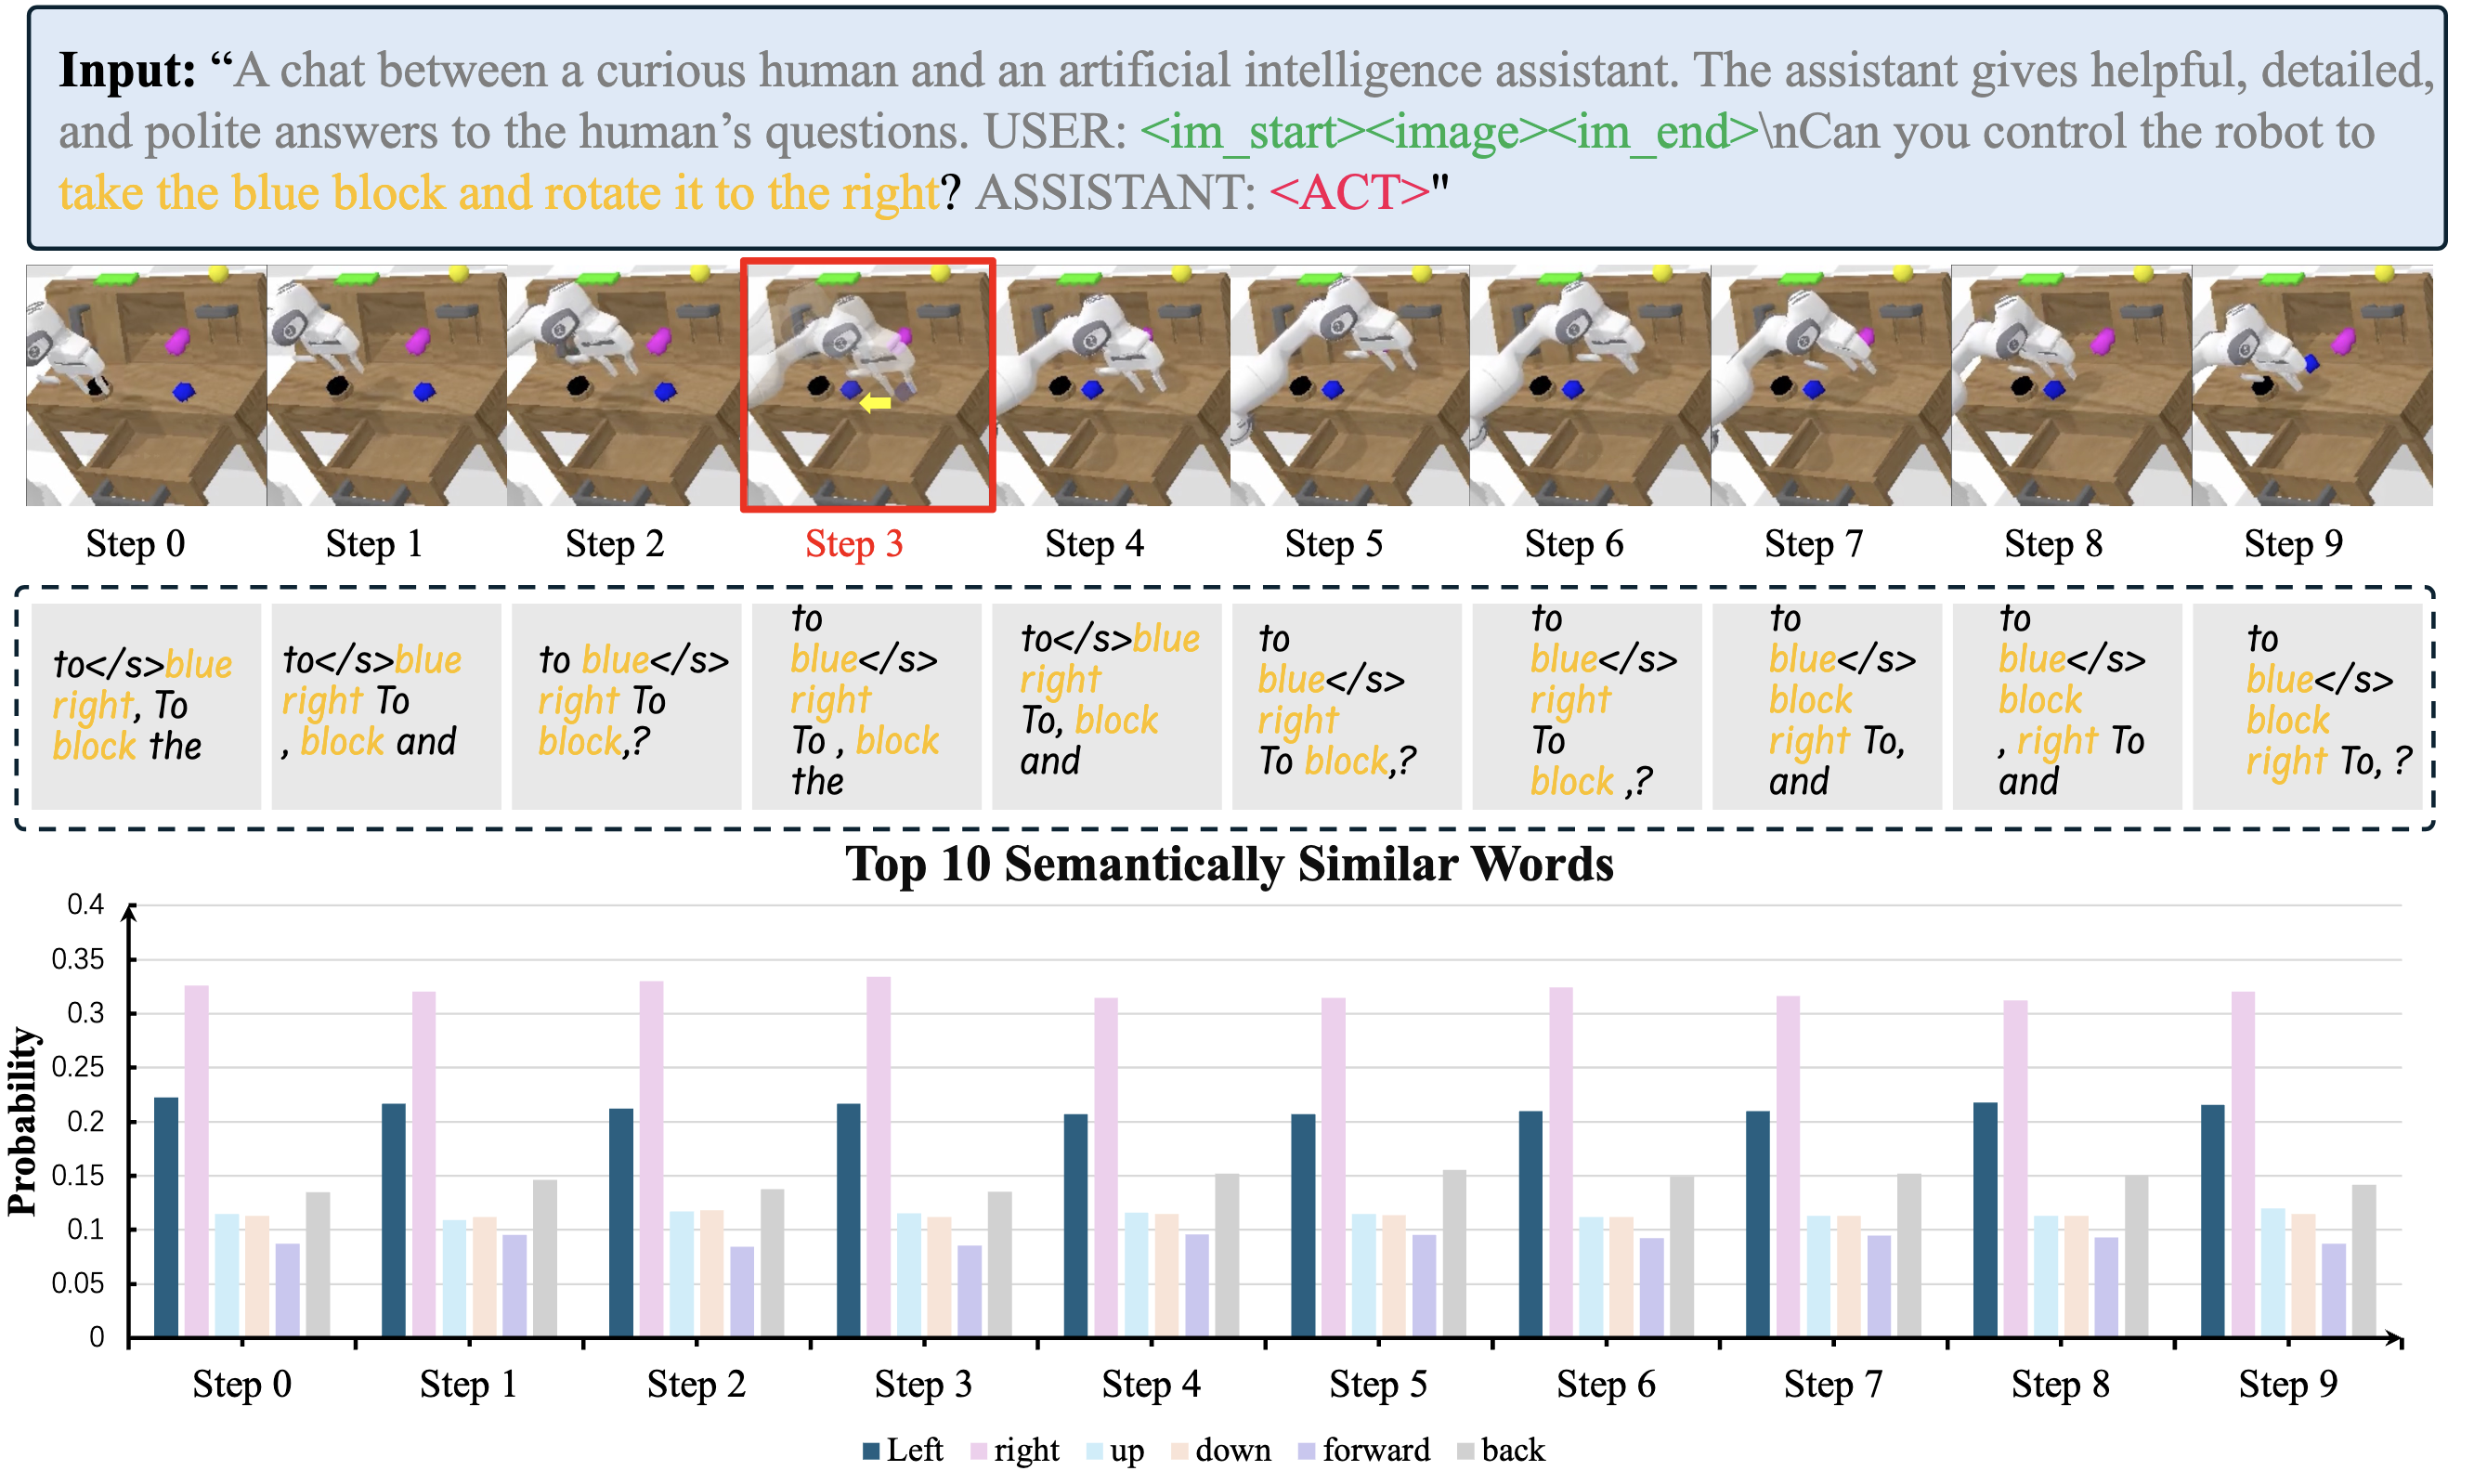 Input: “A chat between a curious human and an artificial intelligence assistant. The assistant gives helpful, detailed,
and polite answers to the human’s questions. USER: <im_start><image><im_end>\nCan you control the robot to
take the blue block and rotate it to the right? ASSISTANT: <ACT>"
Step 0 Step 1 Step 2 Step 3 Step 4 Step 5 Step 6 Step 7 Step 8 Step 9
to</s>blue
right, To
block the
to</s>blue
right To
, block and
to blue</s>
right To
block,?
to
blue</s>
right
To , block
the
to</s>blue
right
To, block
and
to
blue</s>
right
To block,?
to
blue</s>
right
To
block ,?
to
blue</s>
block
right To,
and
to
blue</s>
block
, right To
and
to
blue</s>
block
right To, ?
Top 10 Semantically Similar Words
Probability
0.4
0.35
0.3
0.25
0.2
0.15
0.1
0.05
0
Step 0 Step 1 Step 2 Step 3 Step 4 Step 5 Step 6 Step 7 Step 8 Step 9
Left right up down forward back